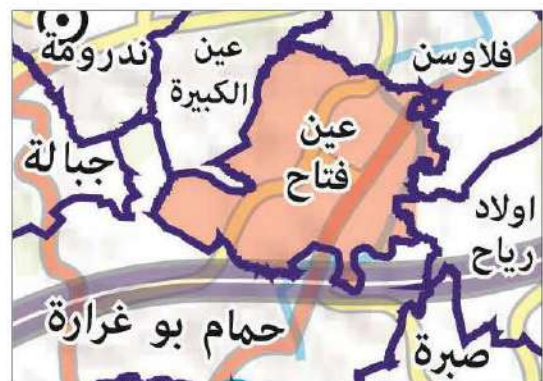 فلاوسن
عين
الكبيرة
ندرومة
عين
فتاح
جبالة
اولاد
رياح
حمام بو غرارة
صبرة